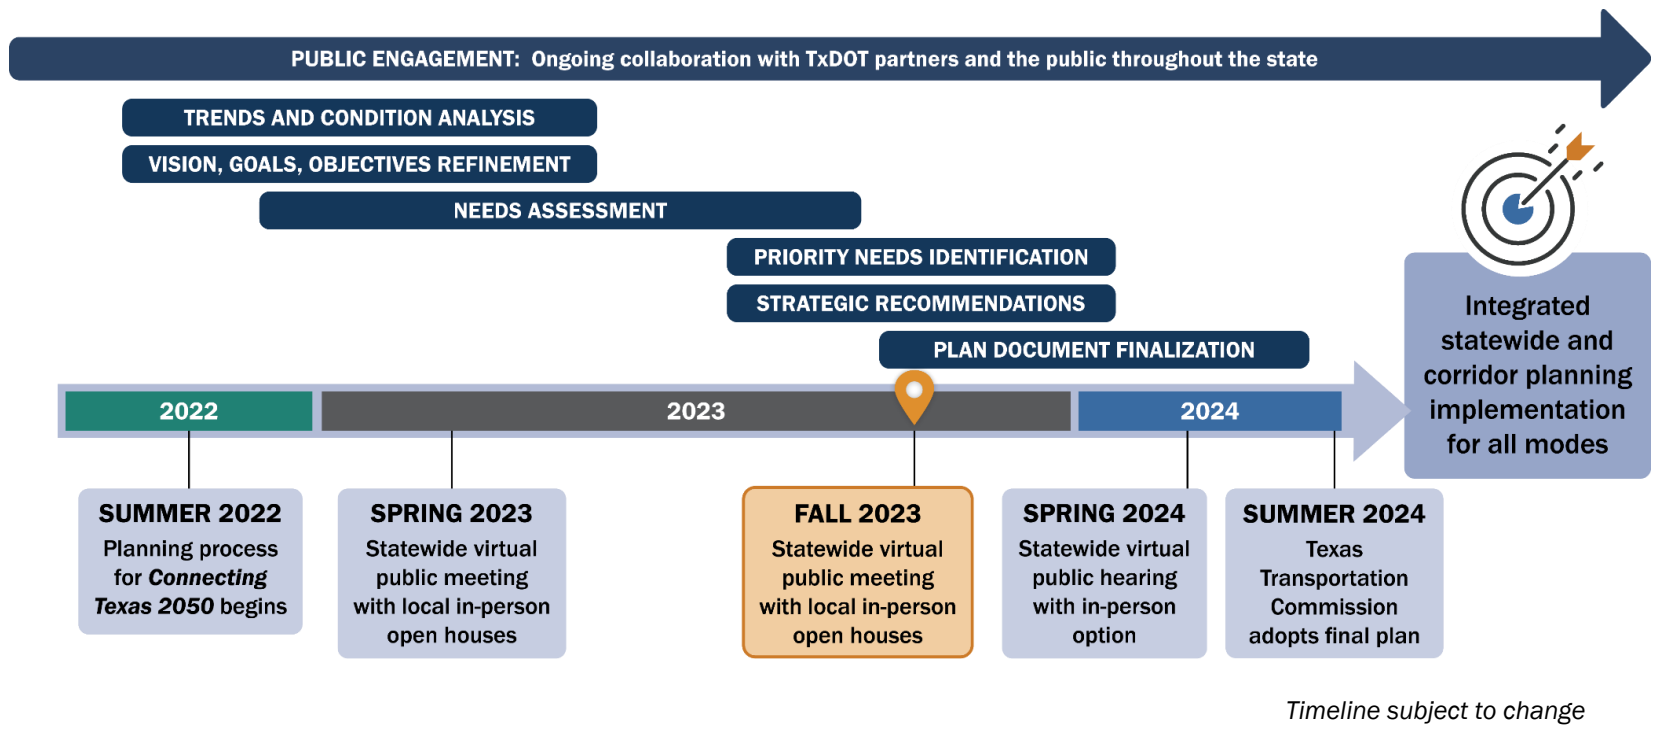 PUBLIC ENGAGEMENT: Ongoing collaboration with TxDOT partners and the public throughout the state
TRENDS AND CONDITION ANALYSIS
VISION, GOALS, OBJECTIVES REFINEMENT
NEEDS ASSESSMENT
PRIORITY NEEDS IDENTIFICATION
STRATEGIC RECOMMENDATIONS
PLAN DOCUMENT FINALIZATION
Integrated
statewide and
corridor planning
implementation
for all modes
2022
2023
2024
SUMMER 2022
Planning process
for Connecting
Texas 2050 begins
SPRING 2023
Statewide virtual
public meeting
with local in-person
open houses
FALL 2023
Statewide virtual
public meeting
with local in-person
open houses
SPRING 2024
Statewide virtual
public hearing
with in-person
option
SUMMER 2024
Texas
Transportation
Commission
adopts final plan
Timeline subject to change